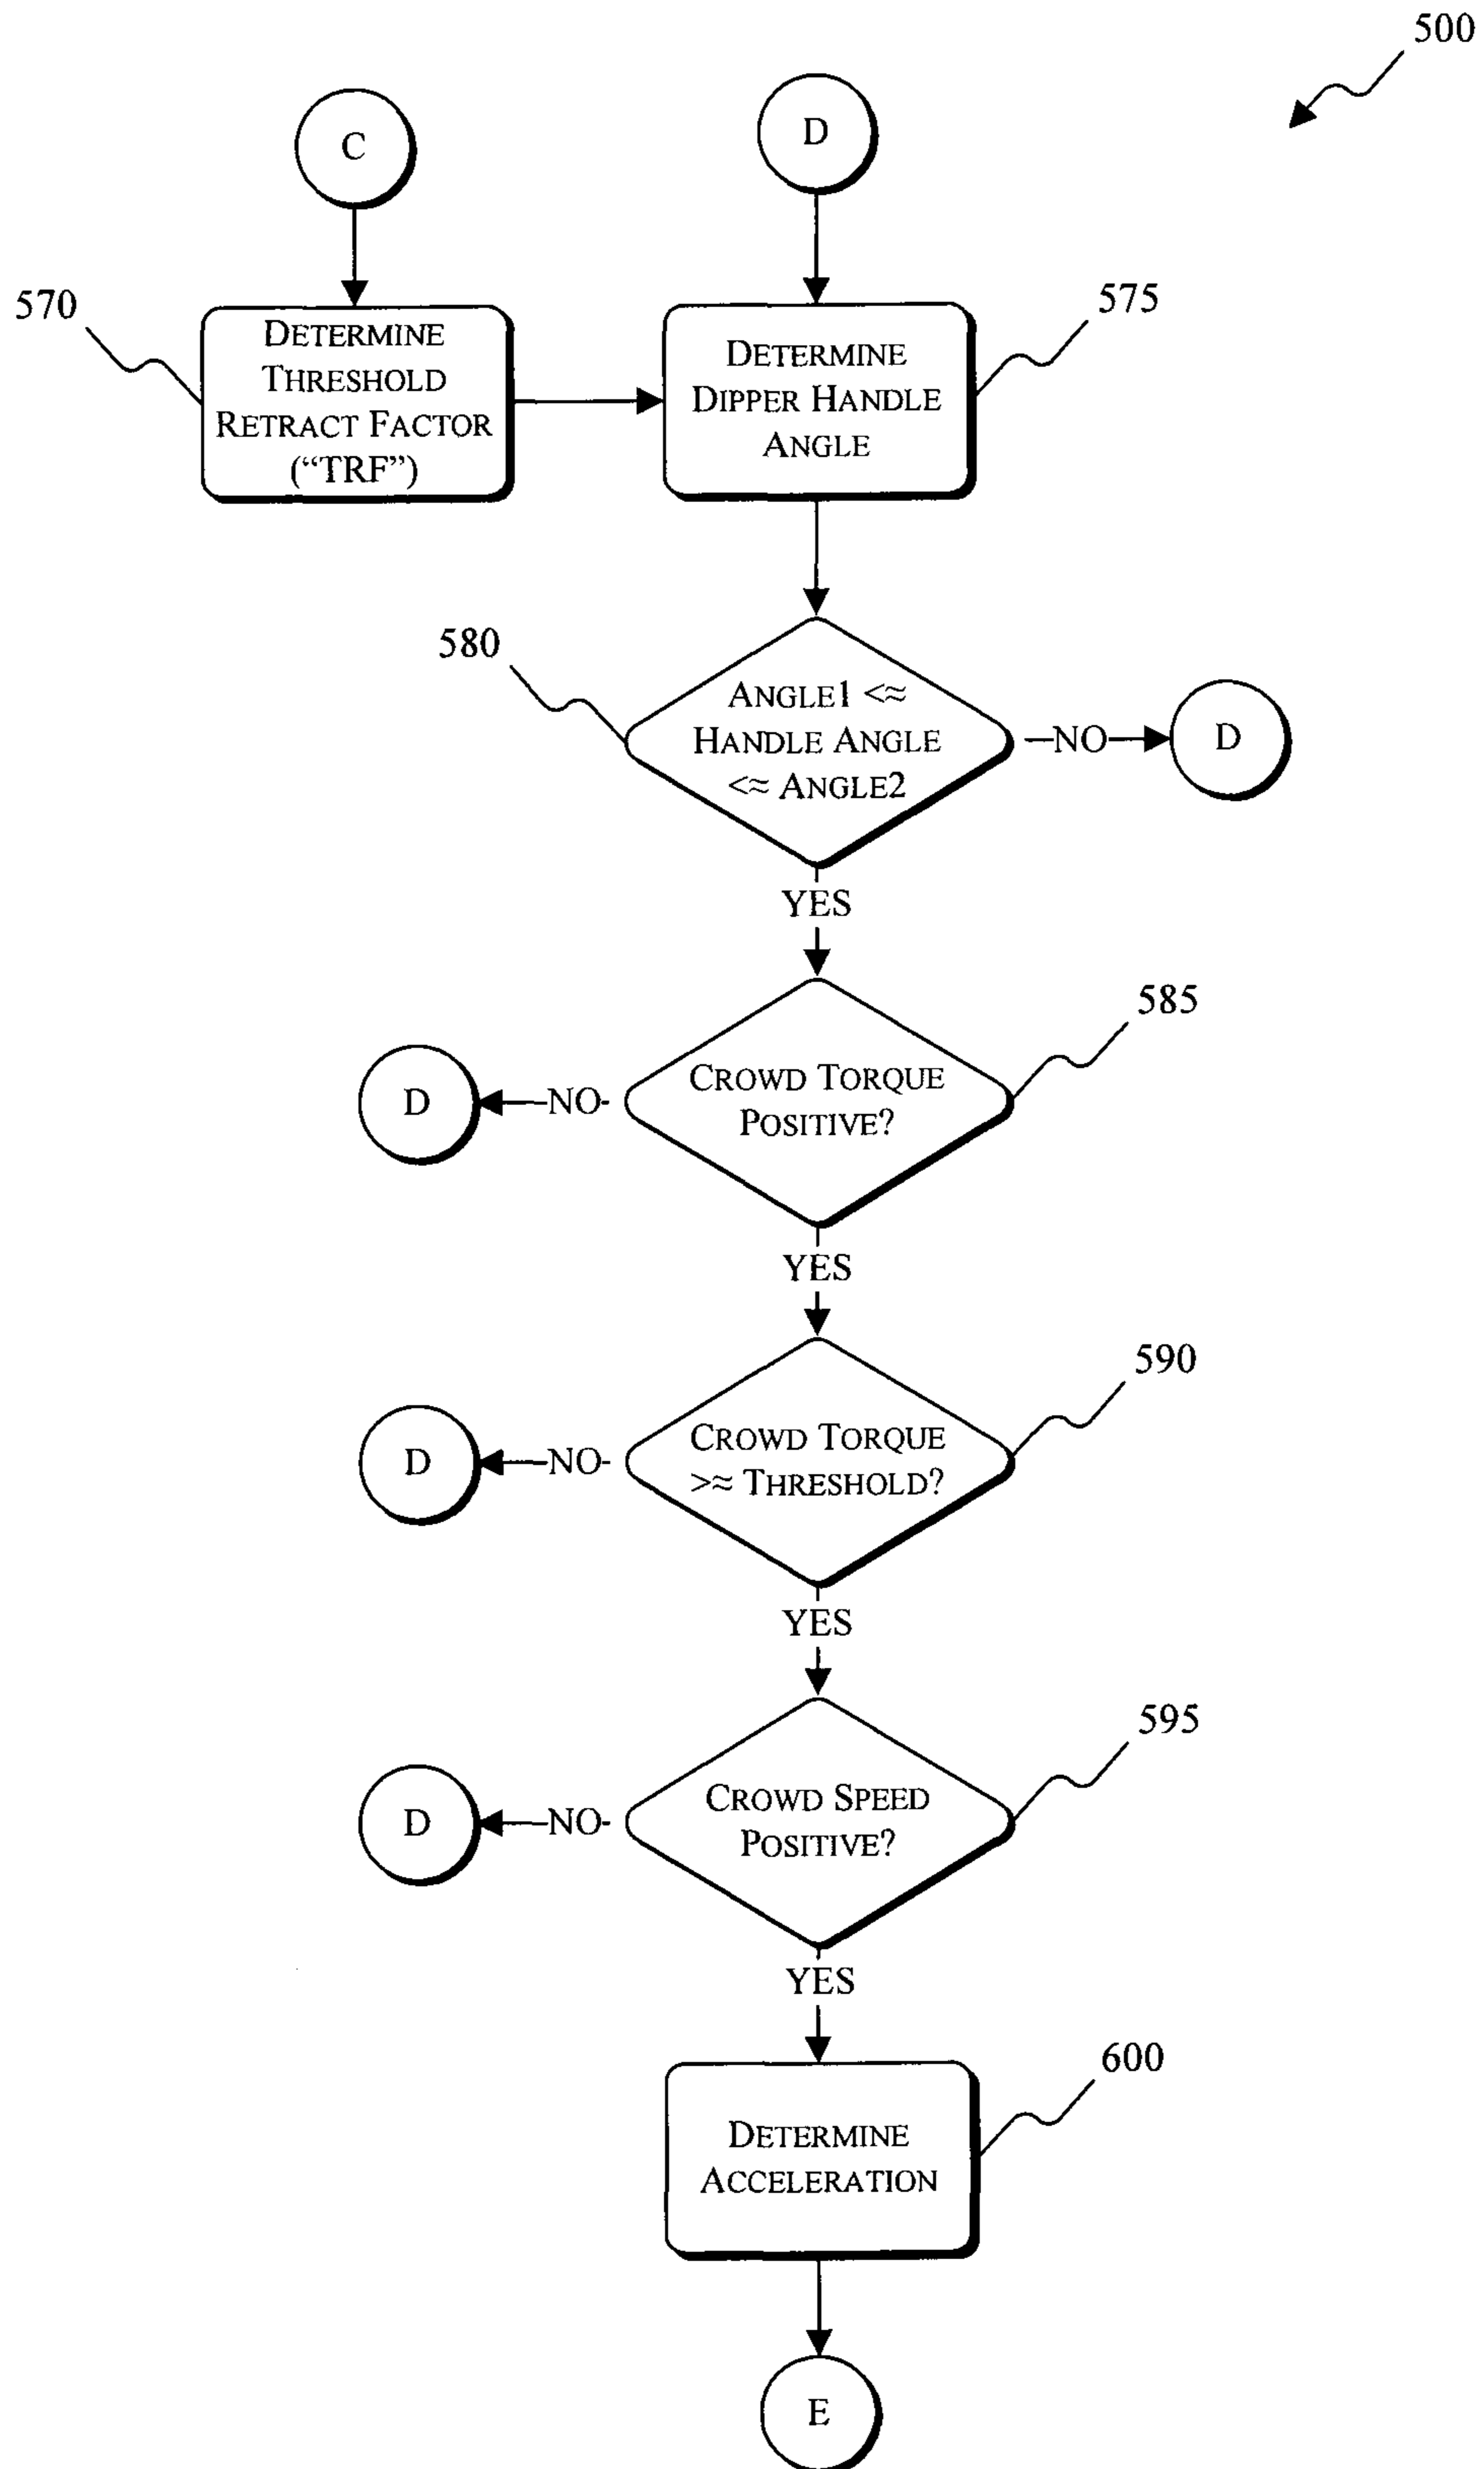 500
C
D
570
DETERMINE
THRESHOLD
RETRACT FACTOR
("TRF")
DETERMINE
DIPPER HANDLE
ANGLE
575
580
ANGLE1 <≈
HANDLE ANGLE
<≈ ANGLE2
NO
D
YES
585
D
NO
CROWD TORQUE
POSITIVE?
YES
590
D
NO
CROWD TORQUE
>≈ THRESHOLD?
YES
595
D
NO
CROWD SPEED
POSITIVE?
YES
600
DETERMINE
ACCELERATION
E